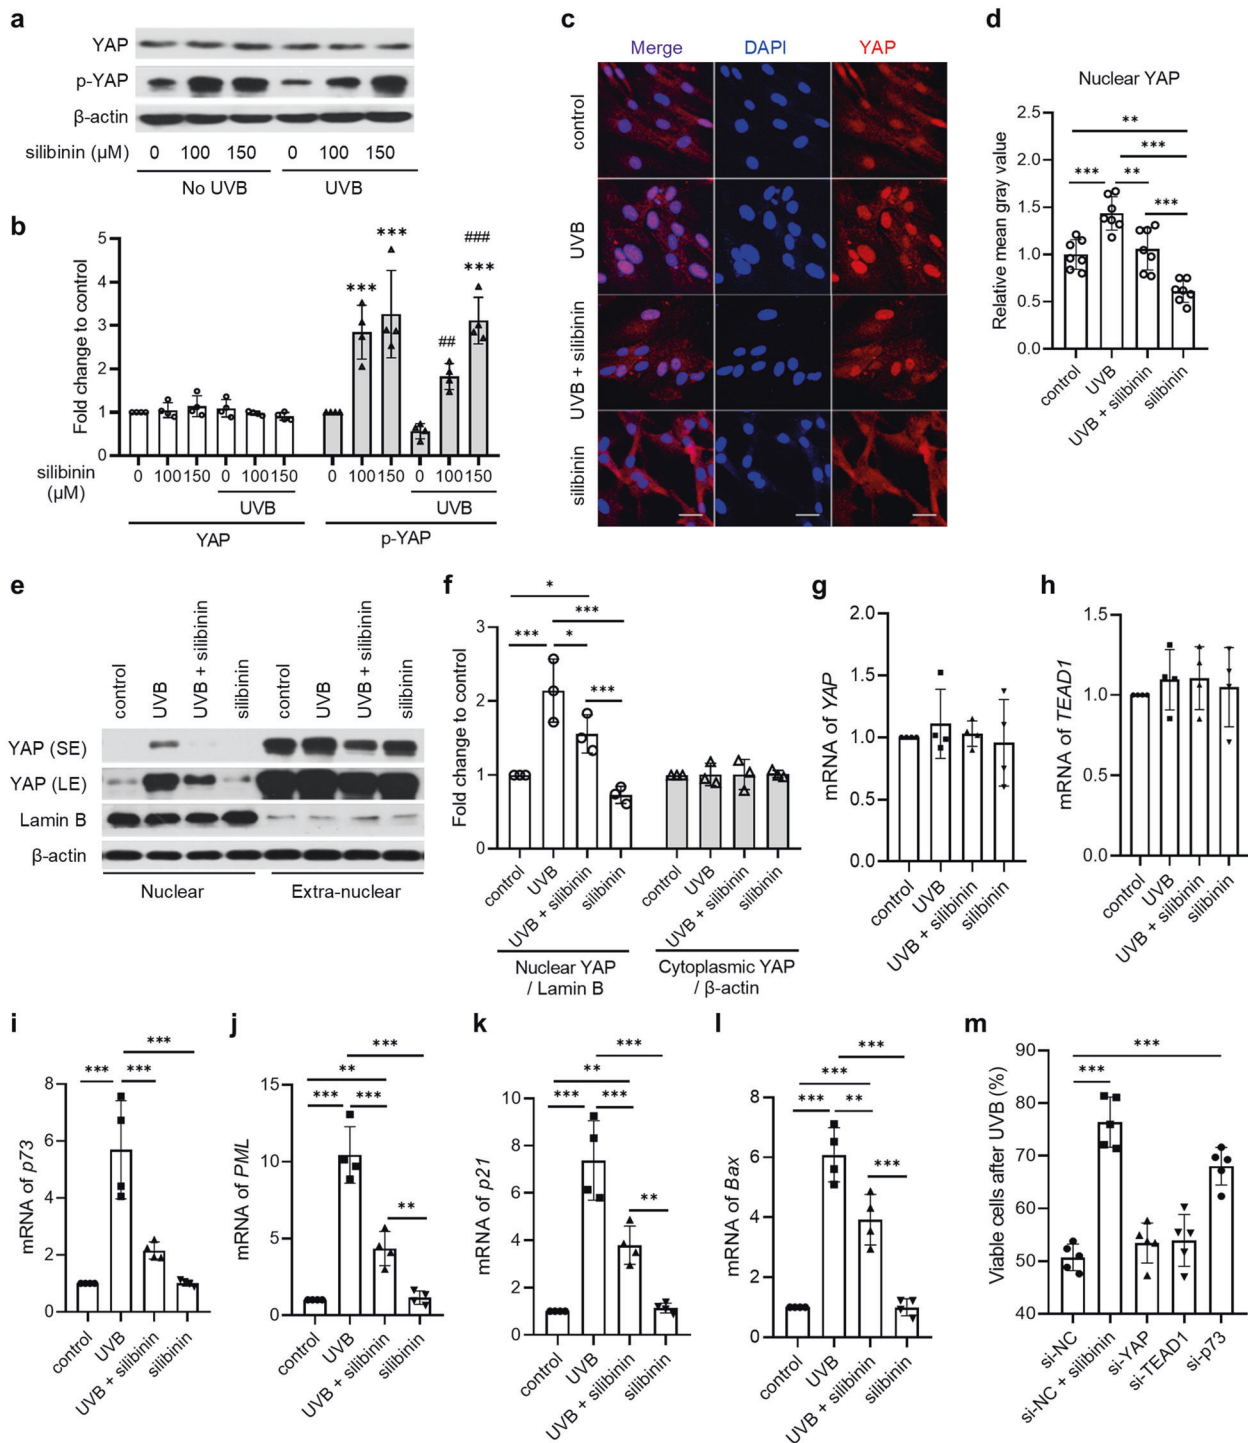 a
YAP
p-YAP
β-actin
silibinin (μM) 0 100 150 0 100 150
No UVB UVB
b
Fold change to control
5
4
3
2
1
0
*** *** ## ### ***
silibinin (μM)
0 100 150 0 100 150 0 100 150 0 100 150
UVB UVB
YAP p-YAP
c
Merge DAPI YAP
control
UVB
UVB + silibinin
silibinin
d
Nuclear YAP
Relative mean gray value
2.5
2.0
1.5
1.0
0.5
0.0
**
***
*** **
***
control UVB UVB + silibinin silibinin
e
control UVB UVB + silibinin silibinin control UVB UVB + silibinin silibinin
YAP (SE)
YAP (LE)
Lamin B
β-actin
Nuclear Extra-nuclear
f
Fold change to control
3
2
1
0
*
***
*** *
***
control UVB UVB + silibinin silibinin control UVB UVB + silibinin silibinin
Nuclear YAP Cytoplasmic YAP
/ Lamin B / β-actin
g
mRNA of YAP
2.0
1.5
1.0
0.5
0.0
control UVB UVB + silibinin silibinin
h
mRNA of TEAD1
1.5
1.0
0.5
0.0
control UVB UVB + silibinin silibinin
i
mRNA of p73
8
6
4
2
0
***
*** ***
control UVB UVB + silibinin silibinin
j
mRNA of PML
15
10
5
0
***
**
*** ***
**
control UVB UVB + silibinin silibinin
k
mRNA of p21
10
8
6
4
2
0
***
**
*** ***
**
control UVB UVB + silibinin silibinin
l
mRNA of Bax
8
6
4
2
0
***
***
*** **
***
control UVB UVB + silibinin silibinin
m
Viable cells after UVB (%)
90
80
70
60
50
40
***
***
si-NC si-NC + silibinin si-YAP si-TEAD1 si-p73